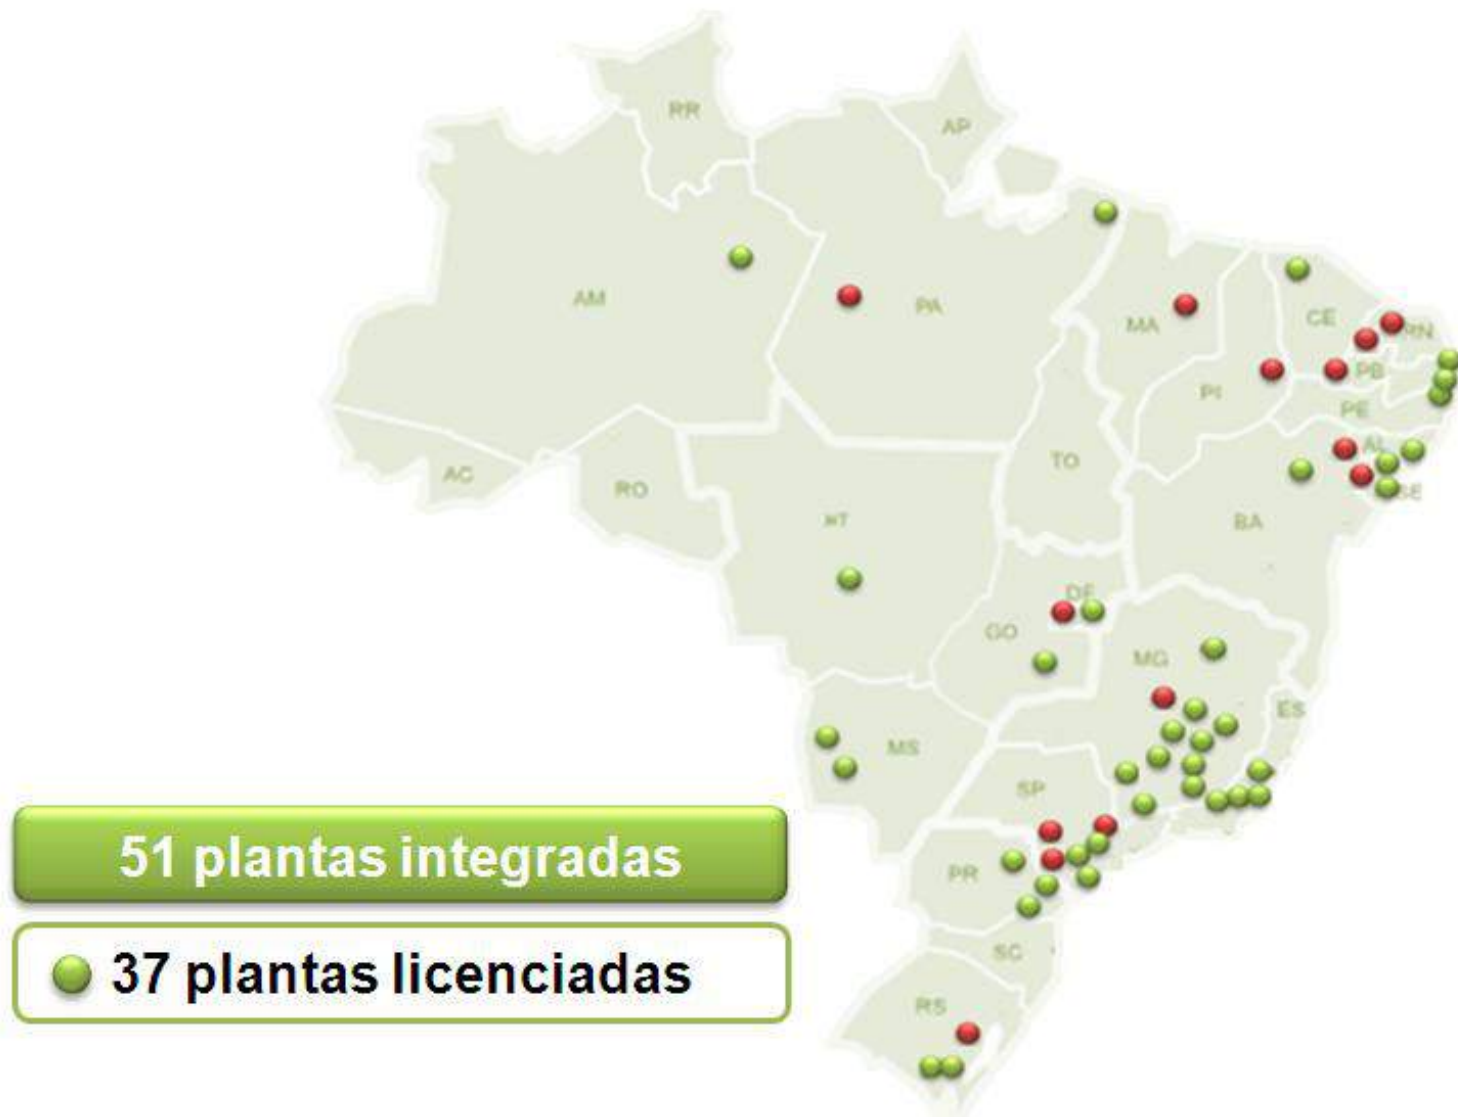 RR
AP
AM
PA
MA
CE
RN
PB
PI
PE
AL
SE
AC
RO
TO
MT
BA
DF
GO
MG
ES
MS
SP
PR
SC
RS
51 plantas integradas
37 plantas licenciadas